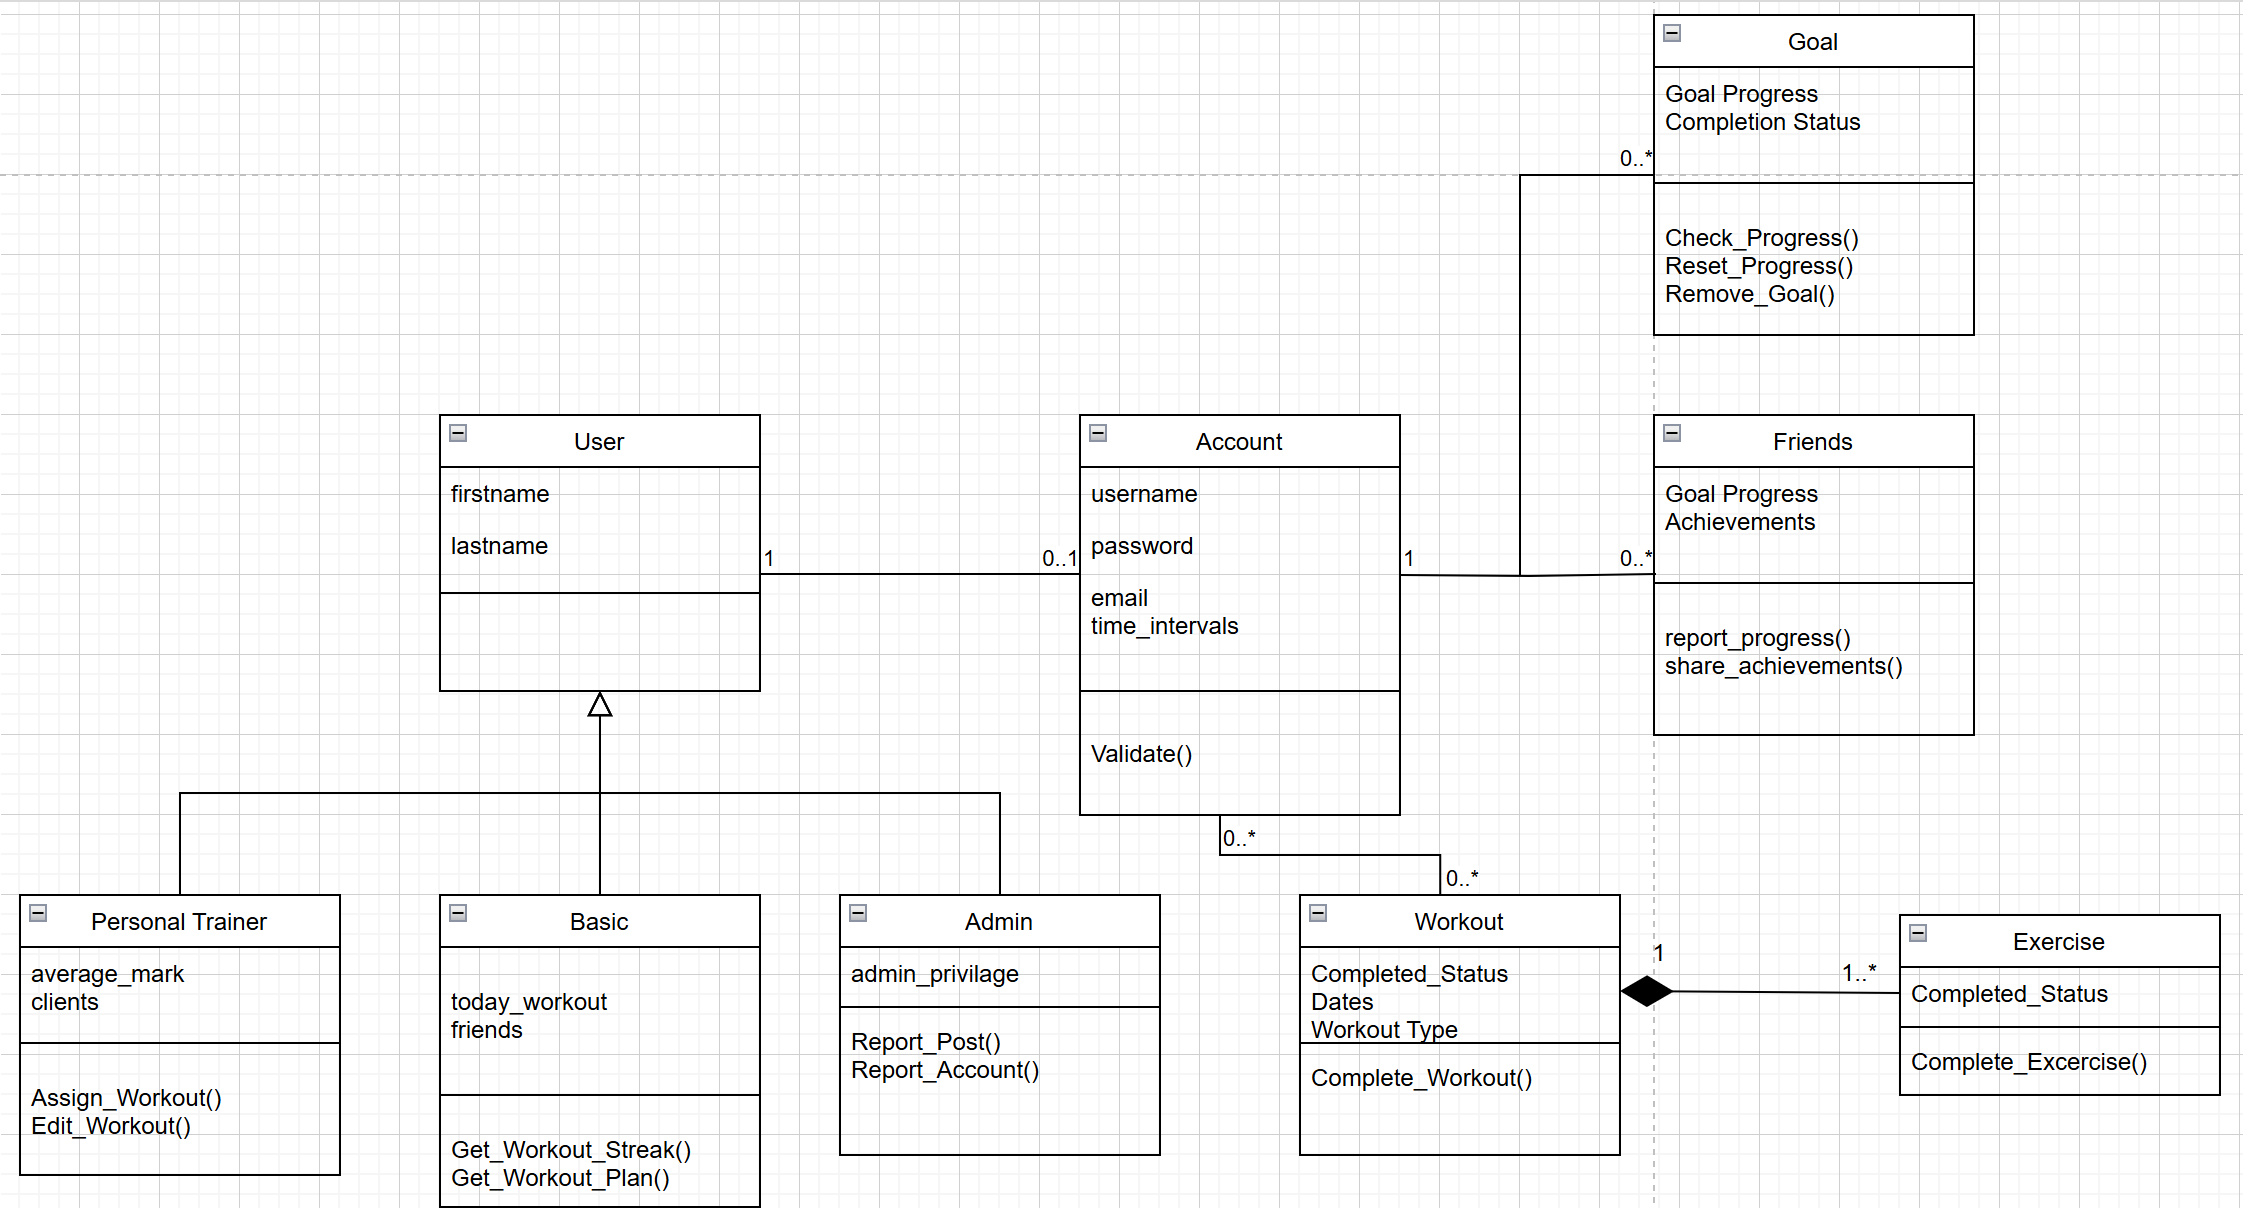 Goal
Goal Progress
Completion Status
0..*
Check_Progress()
Reset_Progress()
Remove_Goal()
User
firstname
lastname
1
0..1
Account
username
password
email
time_intervals
Validate()
1
0..*
Friends
Goal Progress
Achievements
report_progress()
share_achievements()
0..*
0..*
Personal Trainer
average_mark
clients
Assign_Workout()
Edit_Workout()
Basic
today_workout
friends
Get_Workout_Streak()
Get_Workout_Plan()
Admin
admin_privilage
Report_Post()
Report_Account()
Workout
Completed_Status
Dates
Workout Type
Complete_Workout()
1
1..*
Exercise
Completed_Status
Complete_Excercise()